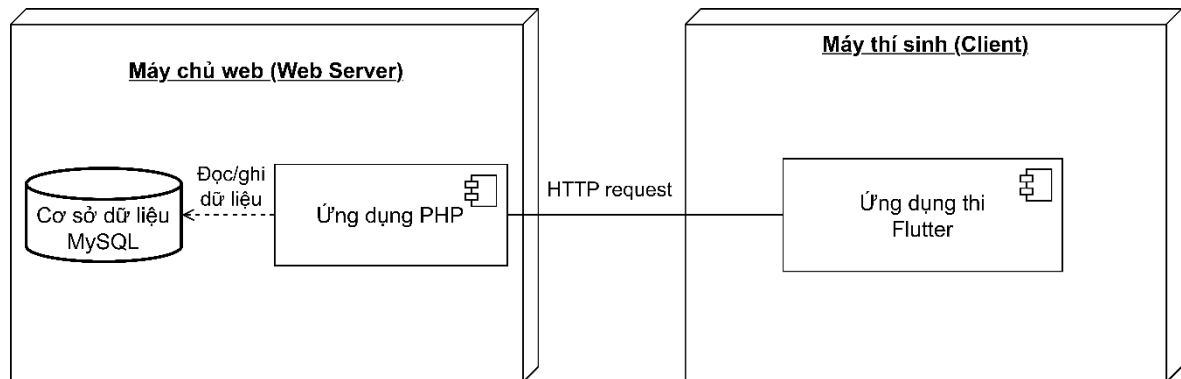 Máy chủ web (Web Server)
Cơ sở dữ liệu
MySQL
Đọc/ghi
dữ liệu
Ứng dụng PHP
HTTP request
Máy thí sinh (Client)
Ứng dụng thi
Flutter